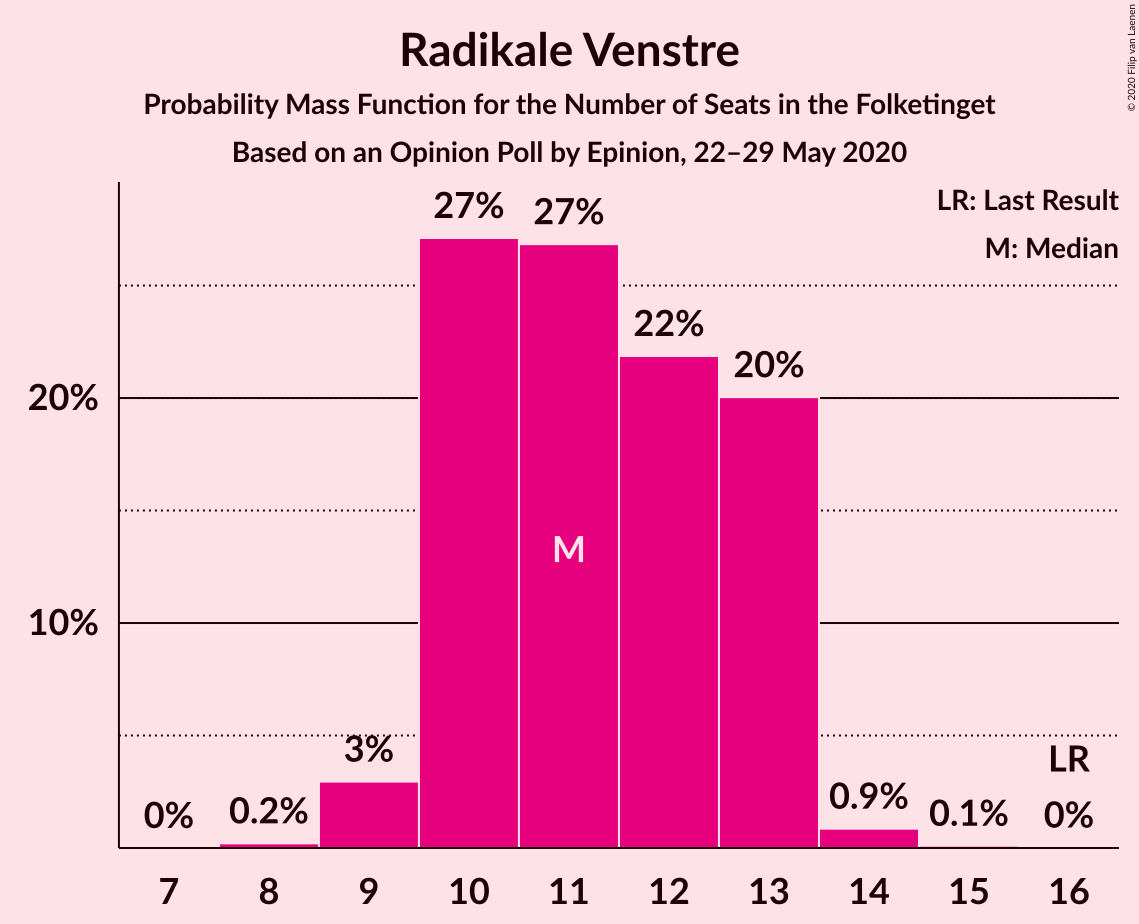 Radikale Venstre
Probability Mass Function for the Number of Seats in the Folketinget
Based on an Opinion Poll by Epinion, 22–29 May 2020
© 2020 Filip van Laenen
LR: Last Result
M: Median
27%
27%
22%
20%
20%
10%
M
3%
LR
0%
0.2%
0.9%
0.1%
0%
7
8
9
10
11
12
13
14
15
16